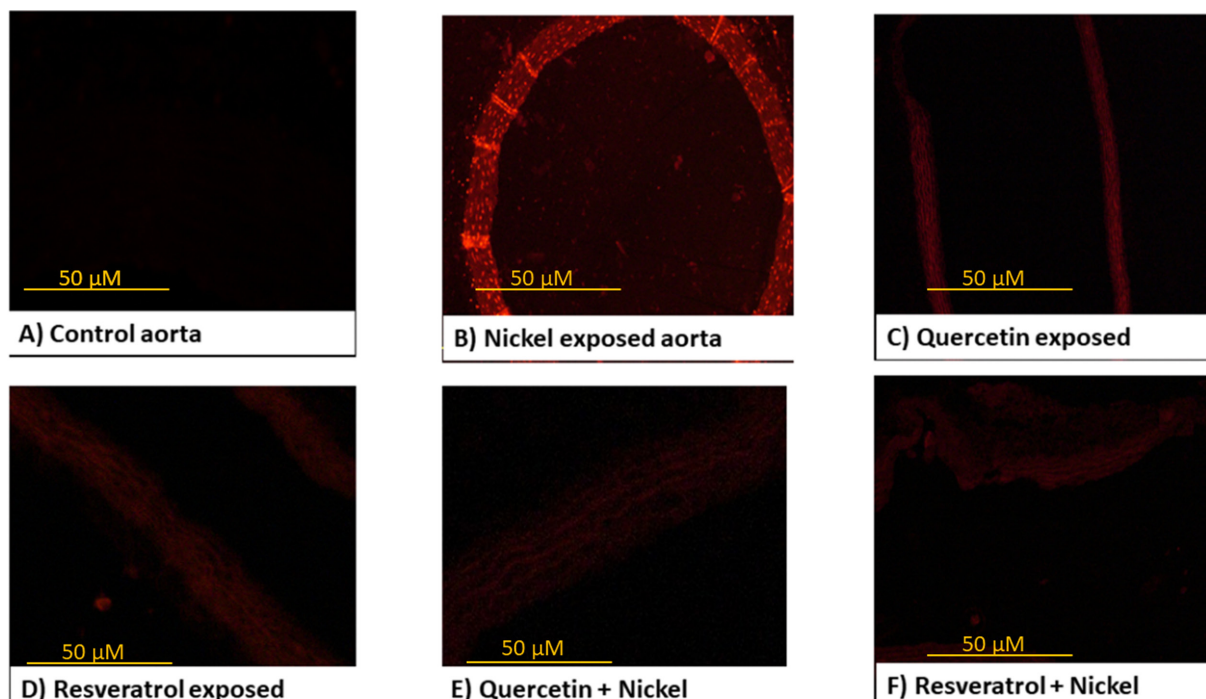 50 µM
50 µM
50 µM
A) Control aorta
B) Nickel exposed aorta
C) Quercetin exposed
50 µM
50 µM
50 µM
D) Resveratrol exposed
E) Quercetin + Nickel
F) Resveratrol + Nickel